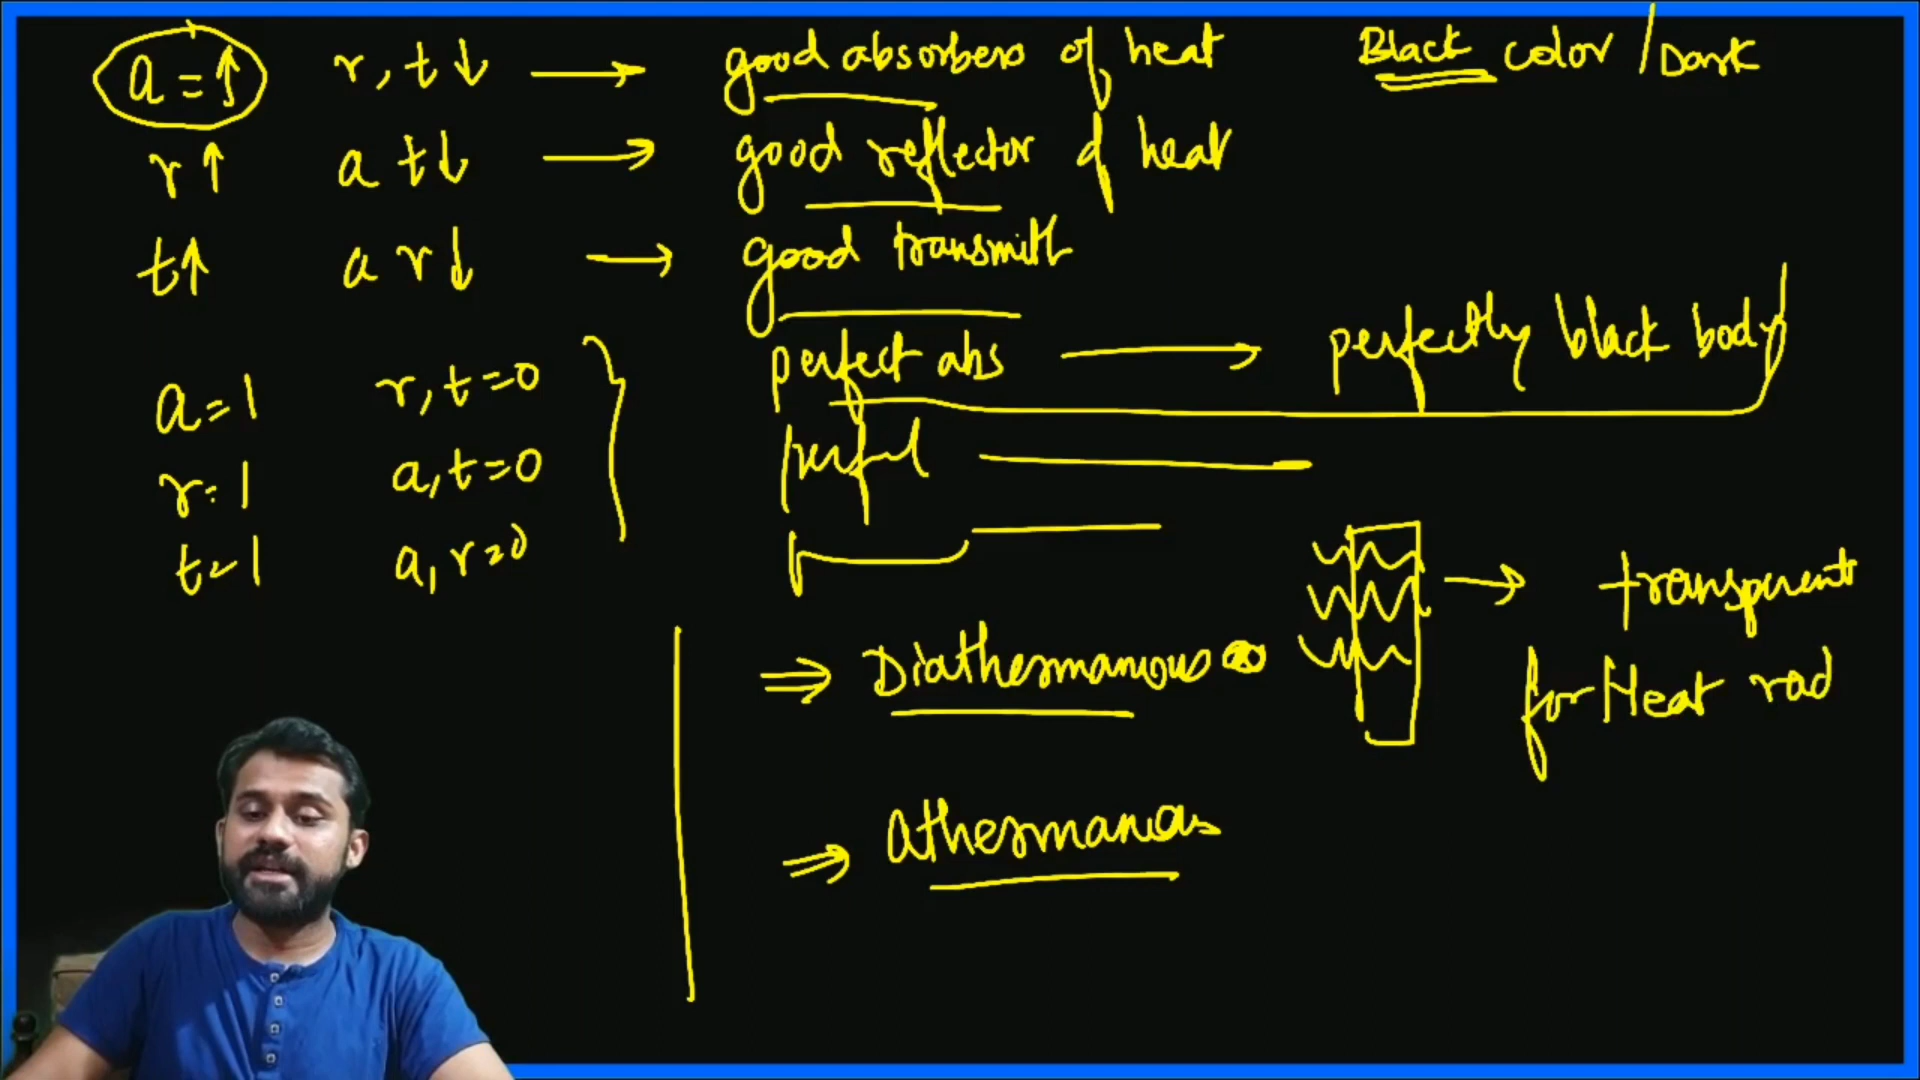 a = ↑ r, t ↓ → good absorbers of heat Black color / Dark
r ↑ a t ↓ → good reflector of heat
t ↑ a r ↓ → good transmitt
perfect abs → perfectly black body
a = 1 r, t = 0
r = 1 a, t = 0
t = 1 a, r = 0
⇒ Diathermanous → transparent
for Heat rad
⇒ athermanous